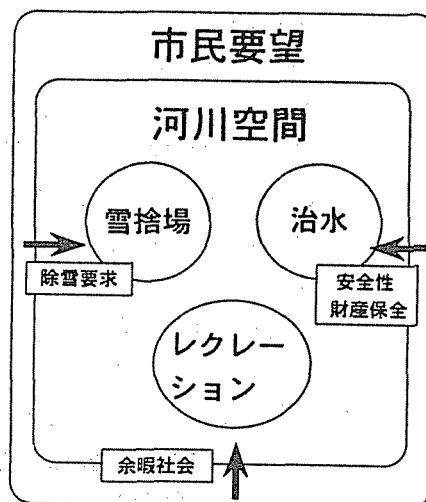 市民要望
河川空間
雪捨場
治水
除雪要求
安全性
財産保全
レクレー
ション
余暇社会